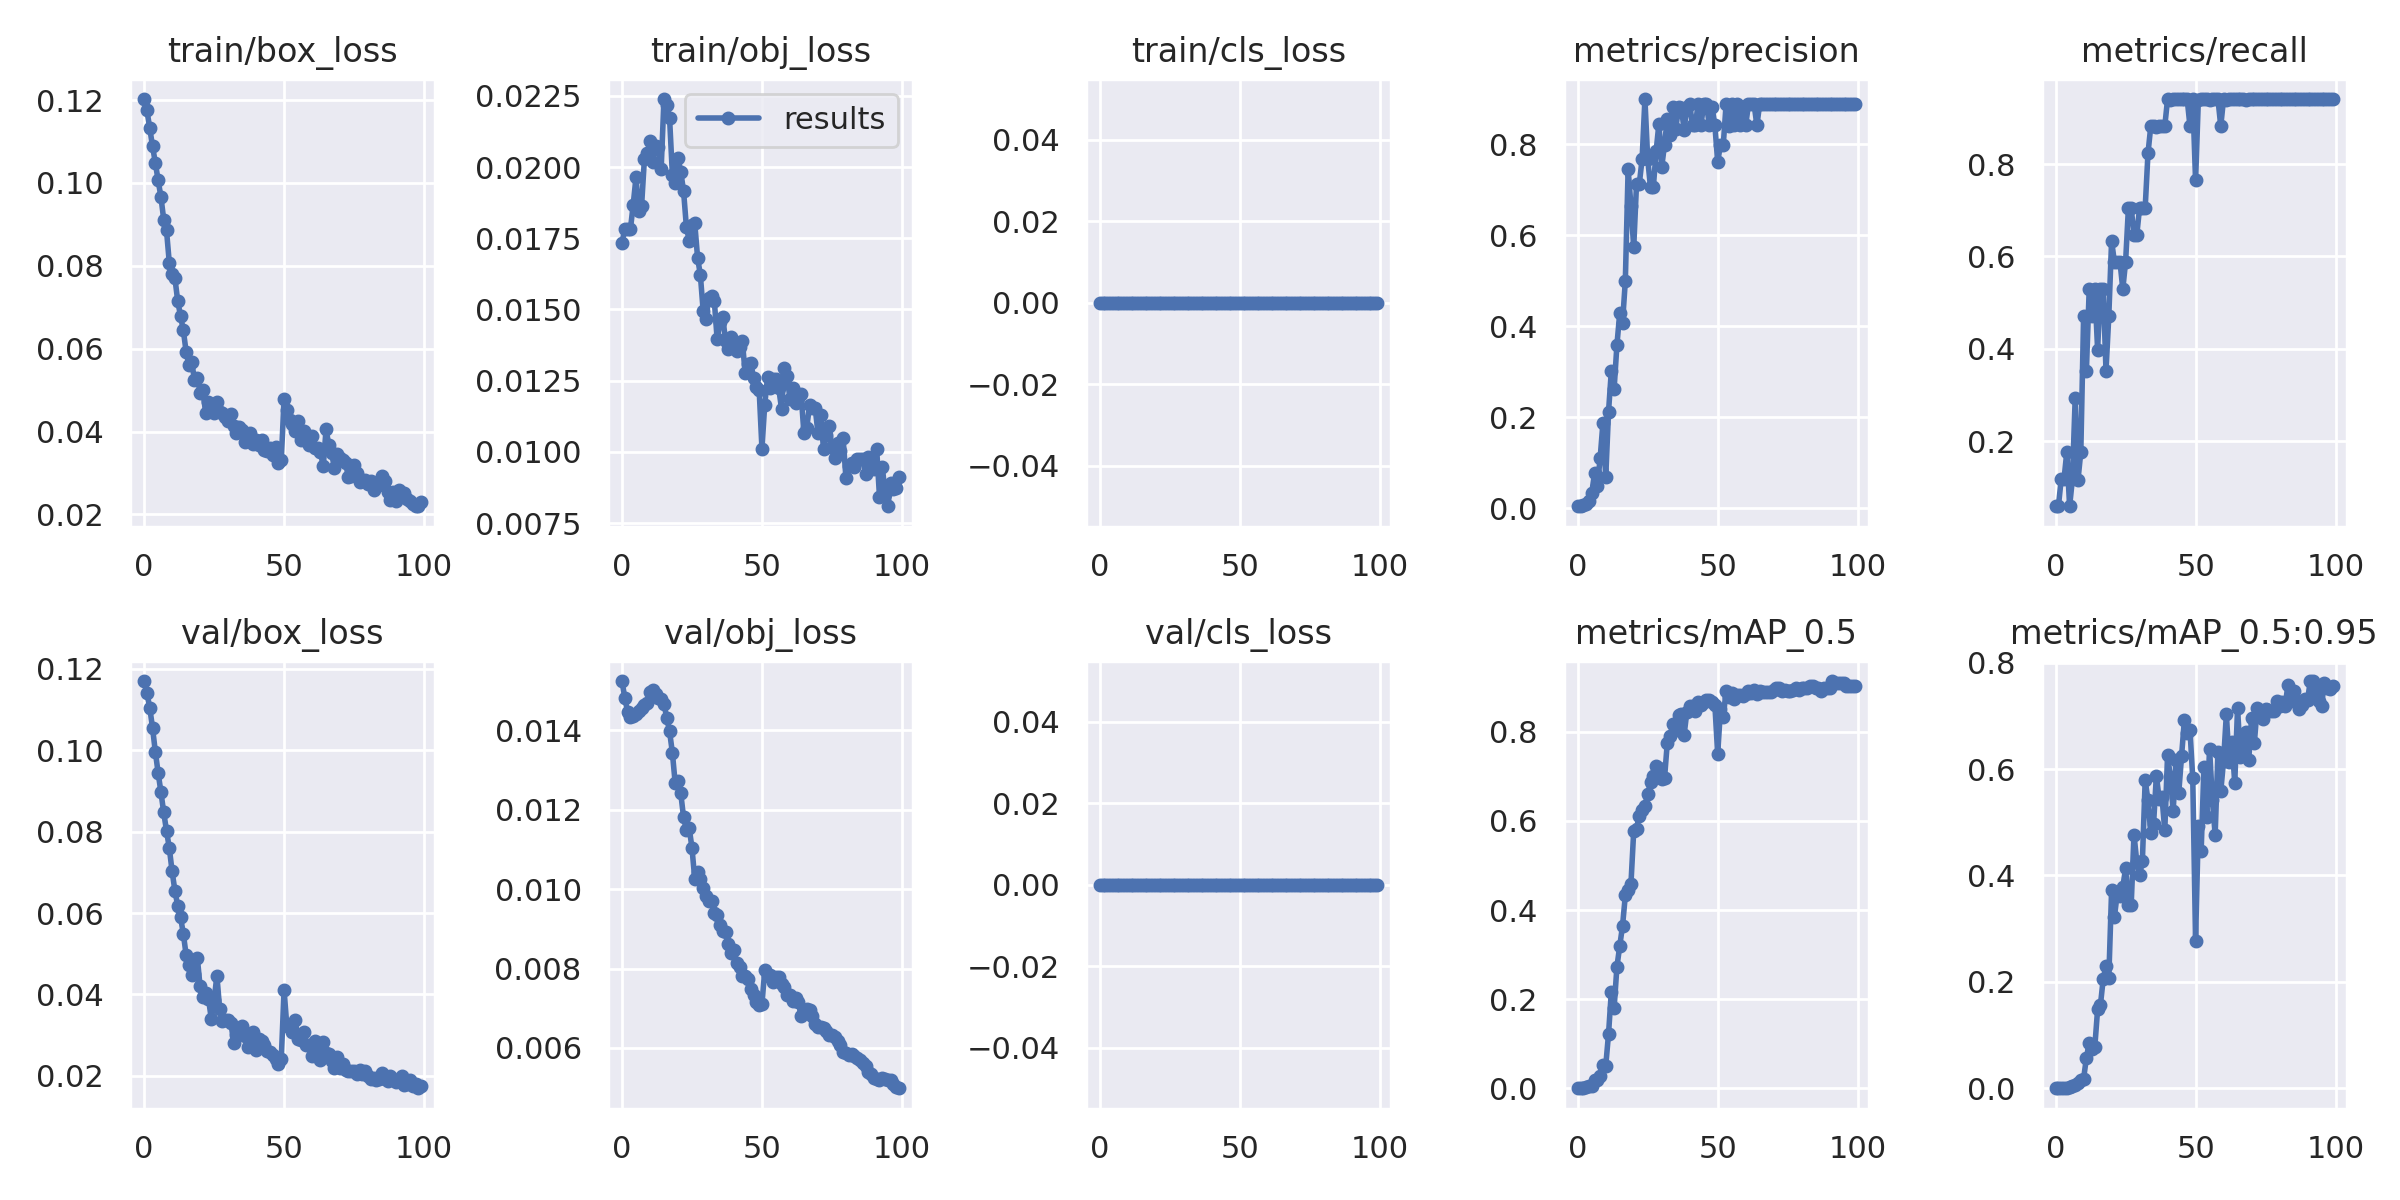 train/box_loss
0.12
0.10
0.08
0.06
0.04
0.02
0 50 100
train/obj_loss
results
0.0225
0.0200
0.0175
0.0150
0.0125
0.0100
0.0075
0 50 100
train/cls_loss
0.04
0.02
0.00
−0.02
−0.04
0 50 100
metrics/precision
0.8
0.6
0.4
0.2
0.0
0 50 100
metrics/recall
0.8
0.6
0.4
0.2
0 50 100
val/box_loss
0.12
0.10
0.08
0.06
0.04
0.02
0 50 100
val/obj_loss
0.014
0.012
0.010
0.008
0.006
0 50 100
val/cls_loss
0.04
0.02
0.00
−0.02
−0.04
0 50 100
metrics/mAP_0.5
0.8
0.6
0.4
0.2
0.0
0 50 100
metrics/mAP_0.5:0.95
0.8
0.6
0.4
0.2
0.0
0 50 100